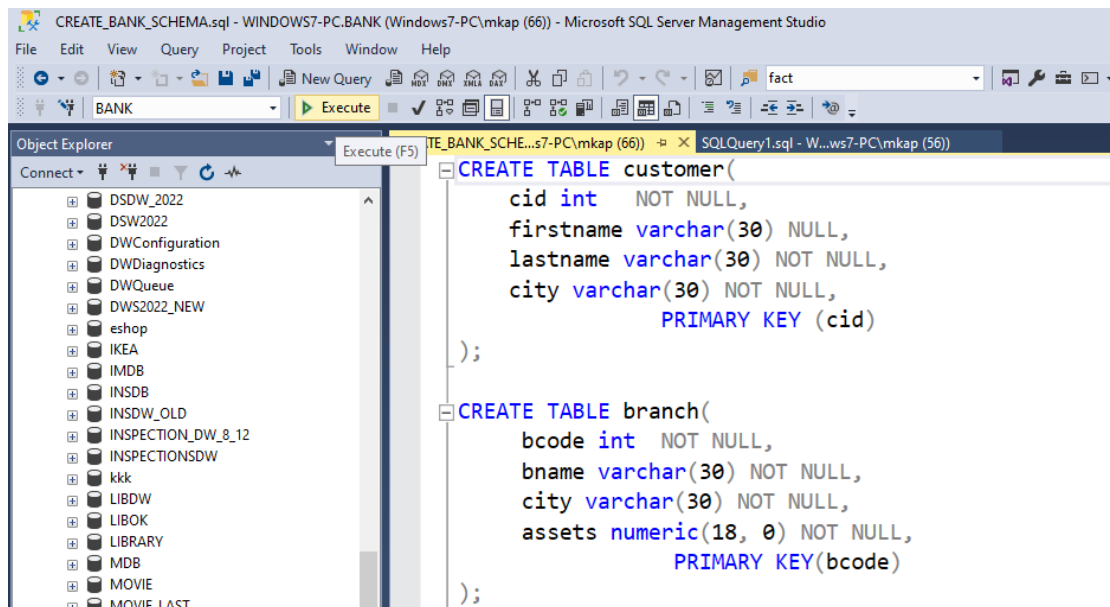 CREATE_BANK_SCHEMA.sql - WINDOWS7-PC.BANK (Windows7-PC\mkap (66)) - Microsoft SQL Server Management Studio
File Edit View Query Project Tools Window Help
New Query MDX DMX XMLA DAX fact
BANK Execute
Object Explorer
Execute (F5)
TE_BANK_SCHE...s7-PC\mkap (66)) SQLQuery1.sql - W...ws7-PC\mkap (56))
Connect
DSDW_2022
DSW2022
DWConfiguration
DWDiagnostics
DWQueue
DWS2022_NEW
eshop
IKEA
IMDB
INSDB
INSDW_OLD
INSPECTION_DW_8_12
INSPECTIONSDW
kkk
LIBDW
LIBOK
LIBRARY
MDB
MOVIE
MOVIE_LAST
CREATE TABLE customer(
cid int NOT NULL,
firstname varchar(30) NULL,
lastname varchar(30) NOT NULL,
city varchar(30) NOT NULL,
PRIMARY KEY (cid)
);
CREATE TABLE branch(
bcode int NOT NULL,
bname varchar(30) NOT NULL,
city varchar(30) NOT NULL,
assets numeric(18, 0) NOT NULL,
PRIMARY KEY(bcode)
);